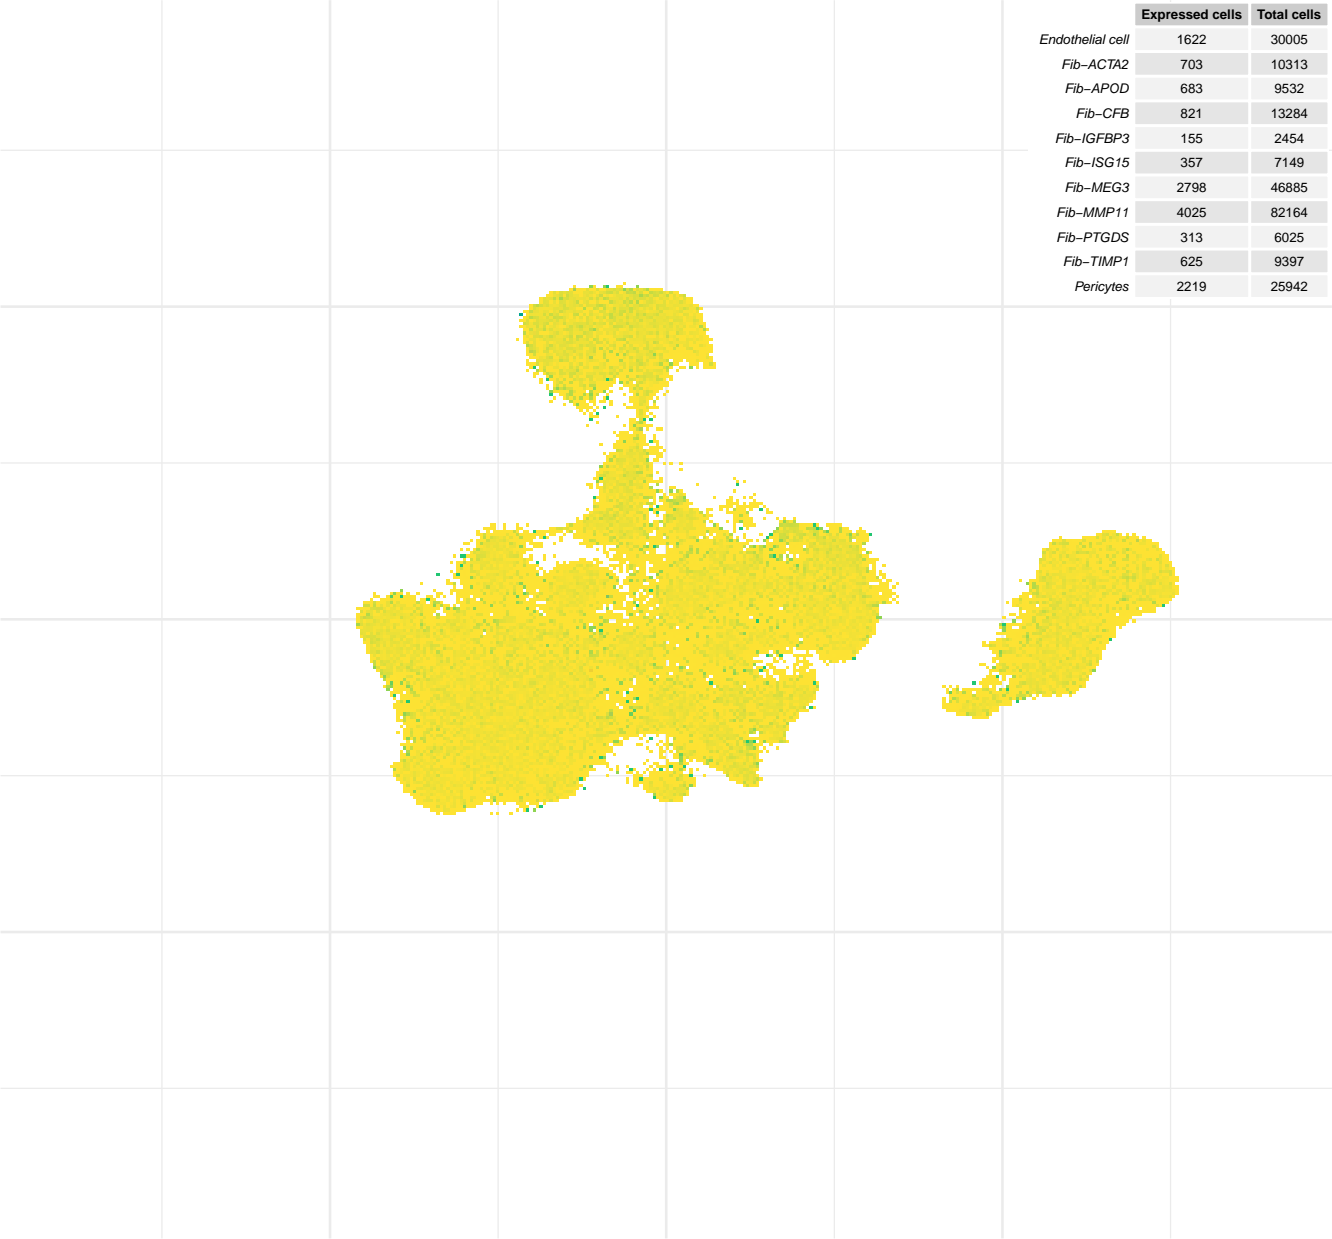 Expressed cells Total cells
Endothelial cell 1622 30005
Fib−ACTA2 703 10313
Fib−APOD 683 9532
Fib−CFB 821 13284
Fib−IGFBP3 155 2454
Fib−ISG15 357 7149
Fib−MEG3 2798 46885
Fib−MMP11 4025 82164
Fib−PTGDS 313 6025
Fib−TIMP1 625 9397
Pericytes 2219 25942